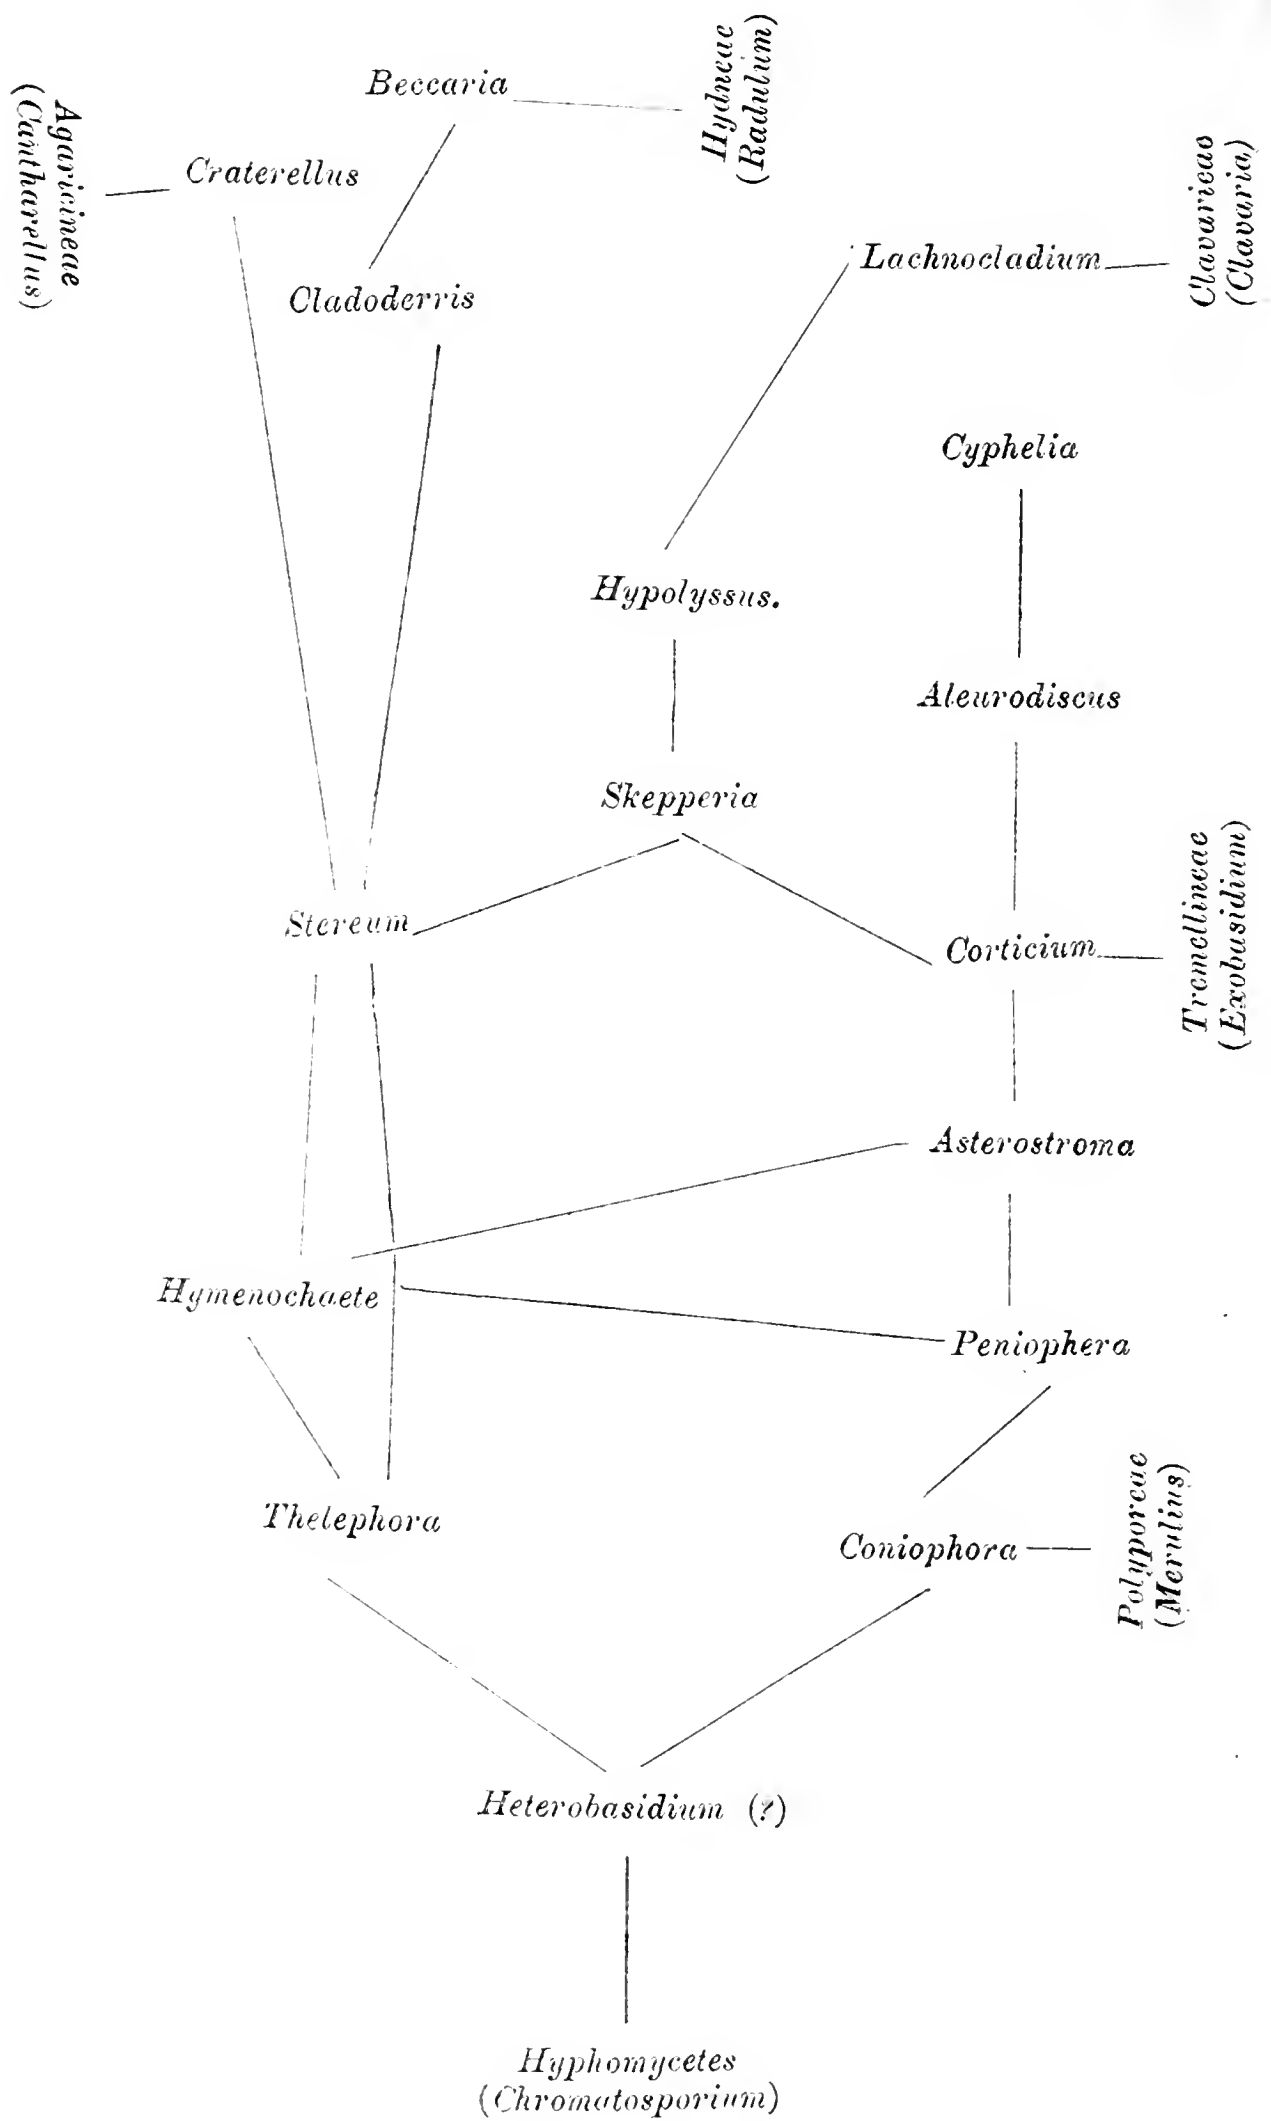 Beccaria
Hydneae
(Radulum)
Agaricineae
(Cantharellus)
Craterellus
Cladoderris
Lachnocladium
Clavarieae
(Clavaria)
Cyphelia
Hypolyssus.
Aleurodiscus
Skepperia
Stereum
Corticium
Tremellineae
(Exobasidium)
Asterostroma
Hymenochaete
Peniophera
Thelephora
Coniophora
Polyporeae
(Merulius)
Heterobasidium (?)
Hyphomycetes
(Chromatosporium)